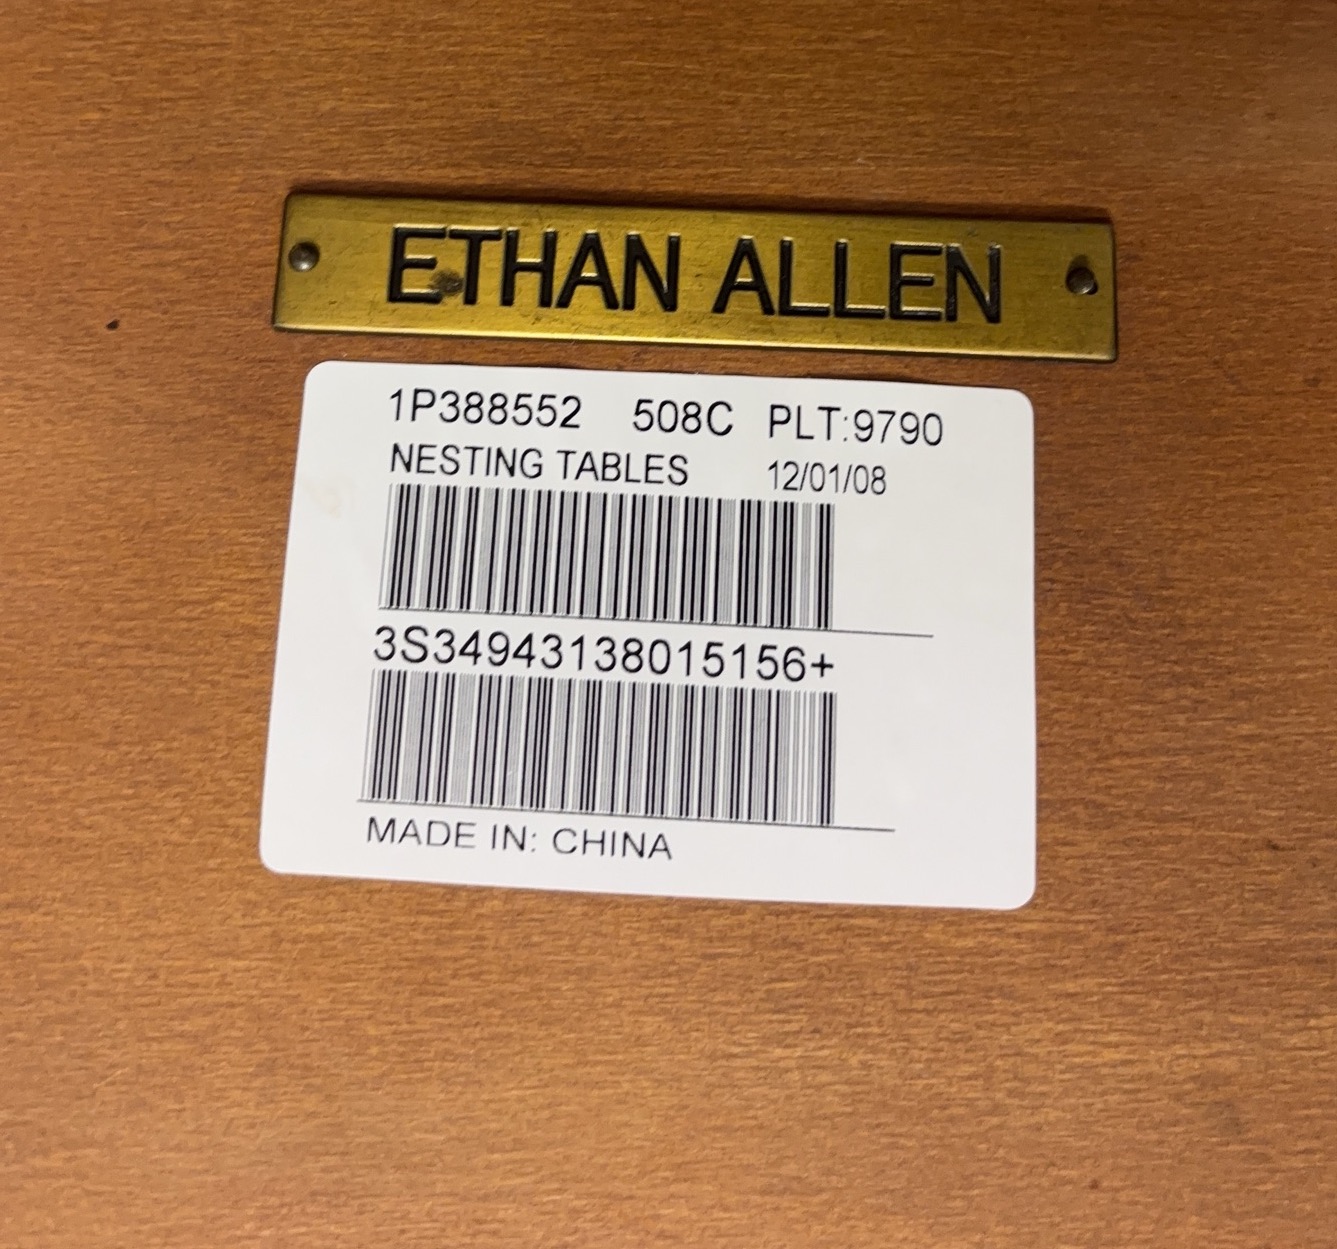 ETHAN ALLEN
1P388552 508C PLT:9790
NESTING TABLES 12/01/08
3S34943138015156+
MADE IN: CHINA